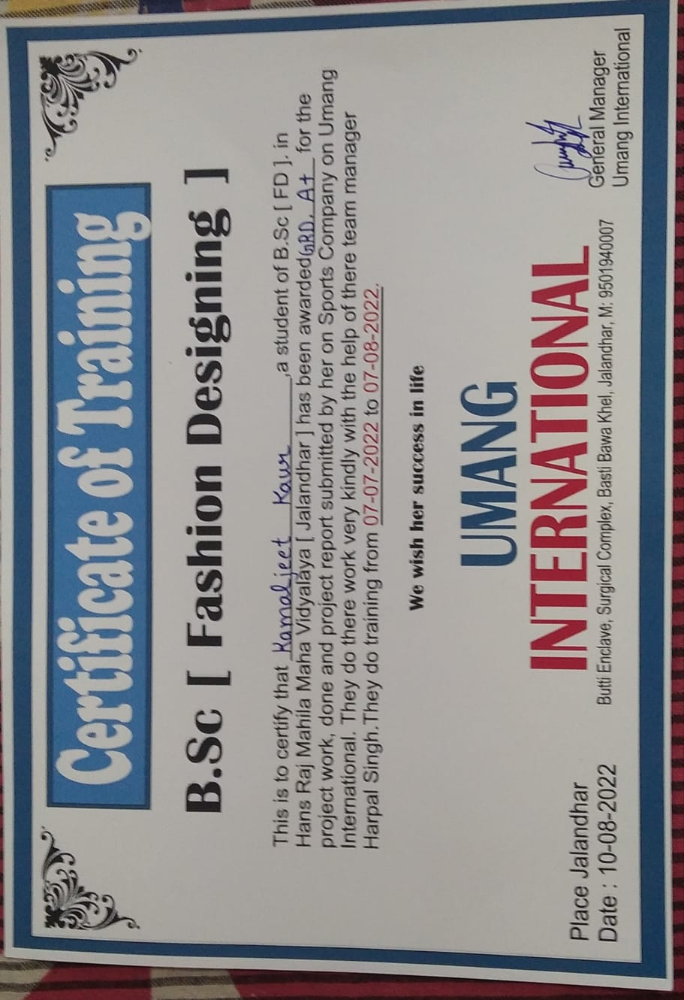 Certificate of Training
B.Sc [ Fashion Designing ]
This is to certify that Kamaljeet Kaur ,a student of B.Sc [ FD ]. in
Hans Raj Mahila Maha Vidyalaya [ Jalandhar ] has been awarded GRD. A+ for the
project work, done and project report submitted by her on Sports Company on Umang
International. They do there work very kindly with the help of there team manager
Harpal Singh. They do training from 07-07-2022 to 07-08-2022.
We wish her success in life
UMANG
INTERNATIONAL
Butti Enclave, Surgical Complex, Basti Bawa Khel, Jalandhar, M: 9501940007
Place Jalandhar
Date : 10-08-2022
General Manager
Umang International